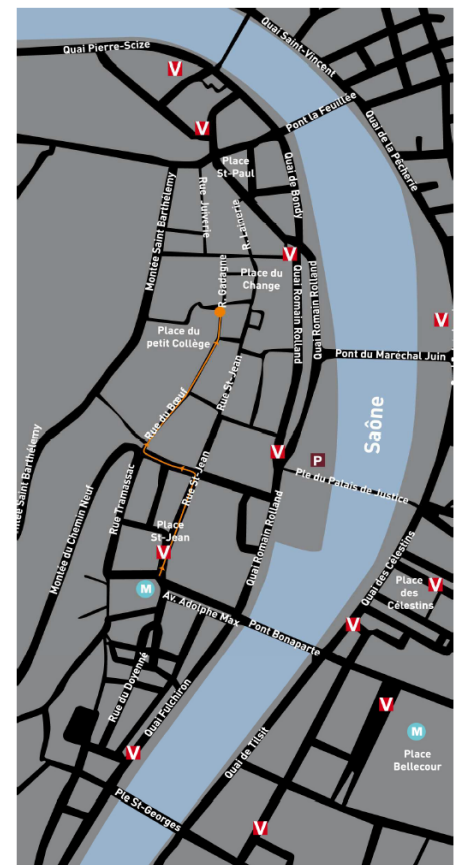 Quai Pierre-Scize
Quai Saint-Vincent
V
Pont la Feuillée
Quai de la Pêcherie
V
Place
St-Paul
Rue Juiverie
R. Lainerie
Quai de Bondy
Montée Saint Barthélemy
V
Place du
Change
Quai Romain Rolland
Quai Romain Rolland
R. Gadagne
Place du
petit Collège
V
Pont du Maréchal Juin
Rue St-Jean
Rue du Bœuf
Saône
V
P
Ple du Palais de Justice
Montée Saint Barthélemy
Montée du Chemin Neuf
Rue Tramassac
Rue St-Jean
Place
St-Jean
V
Quai Romain Rolland
Quai des Célestins
M
Av. Adolphe Max
Pont Bonaparte
Place
des
Célestins
V
V
Rue du Doyenné
Quai Fulchiron
V
V
M
Place
Bellecour
Quai de Tilsit
Ple St-Georges
V